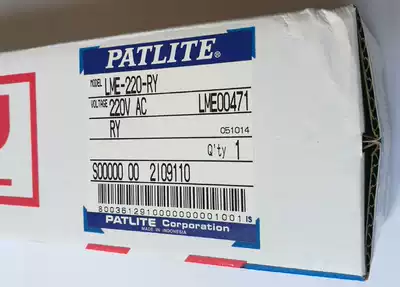 PATLITE®
MODEL LME-220-RY
VOLTAGE 220V AC LME00471
RY 051014
Q'ty 1
S00000 00 2I09110
8003612910000000001001 IS
PATLITE Corporation
MADE IN INDONESIA